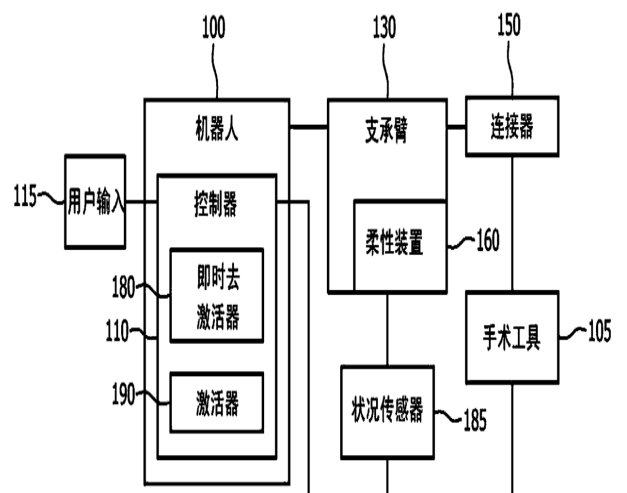 100
130
150
机器人
支承臂
连接器
115
用户输入
控制器
柔性装置
160
180
即时去
激活器
110
手术工具
105
190
激活器
状况传感器
185